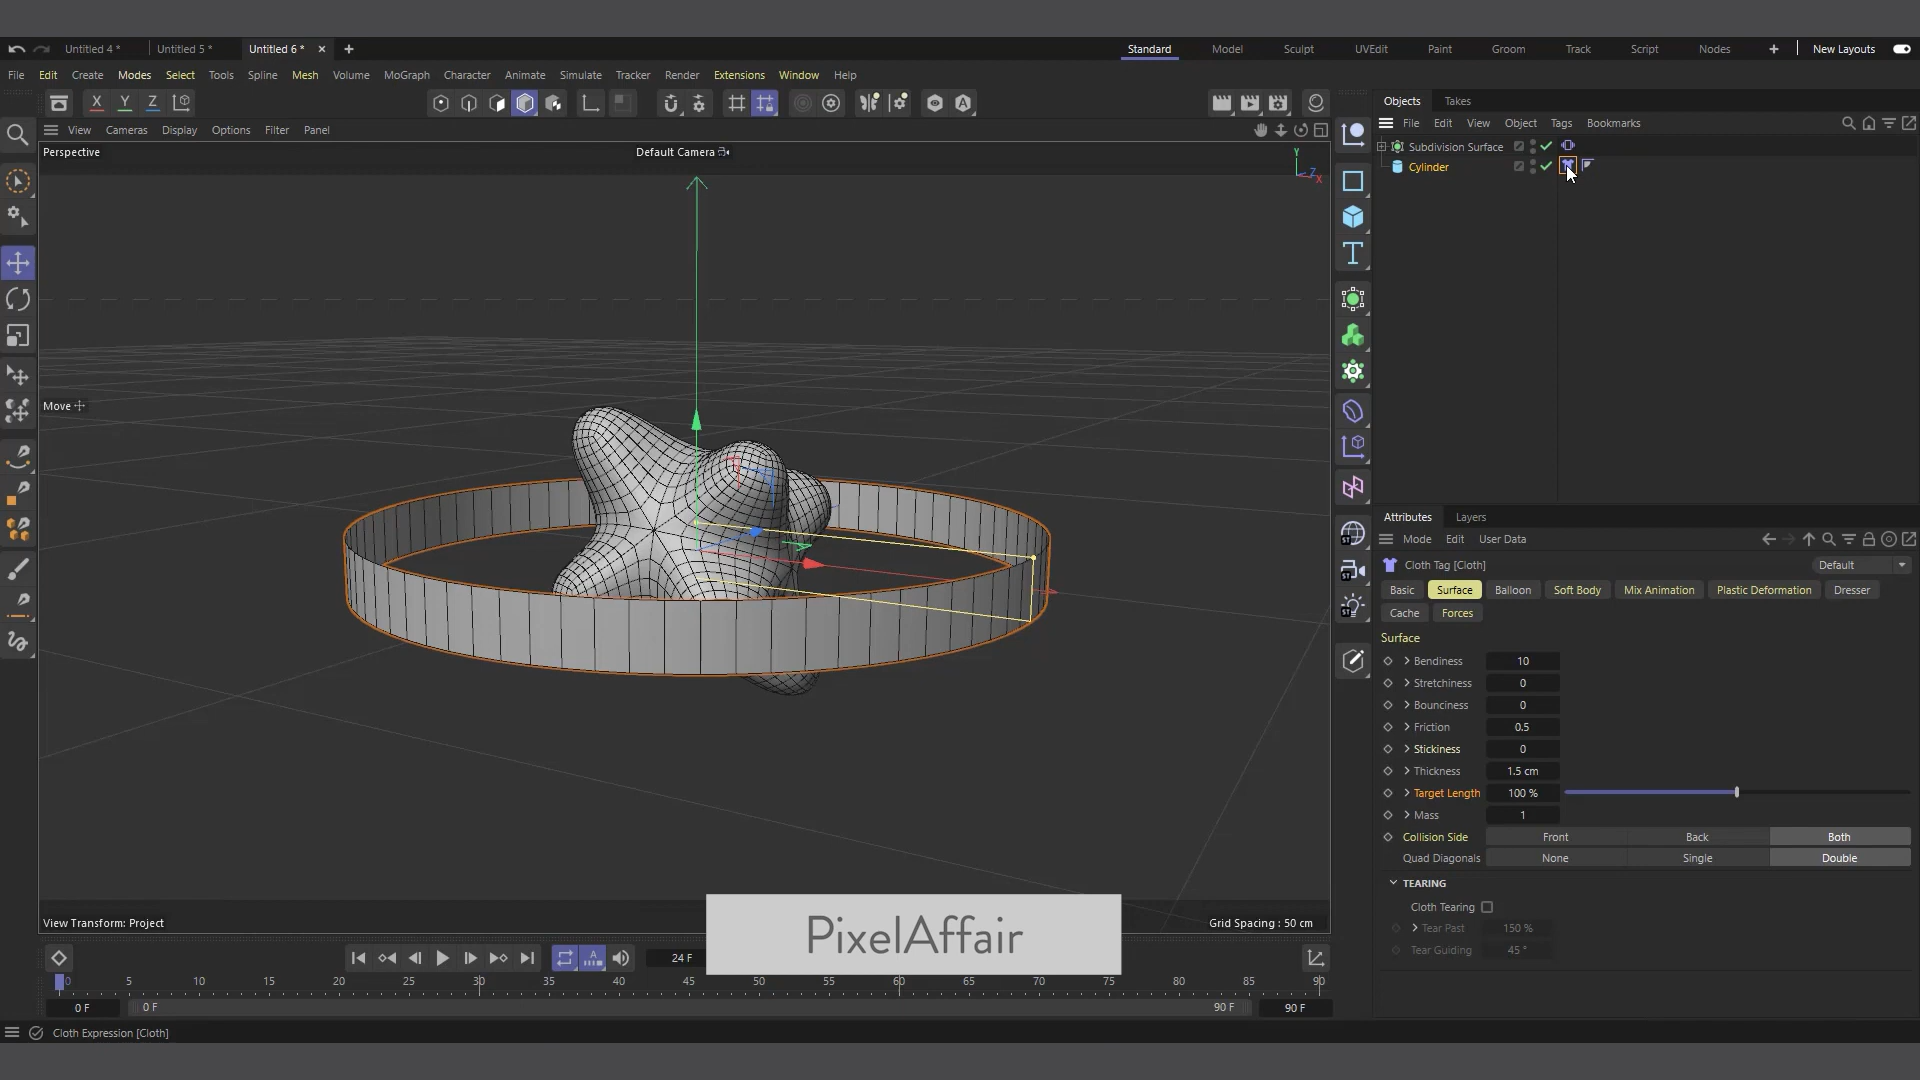 Untitled 4 *
Untitled 5 *
Untitled 6 *
Standard
Model
Sculpt
UVEdit
Paint
Groom
Track
Script
Nodes
New Layouts
File Edit Create Modes Select Tools Spline Mesh Volume MoGraph Character Animate Simulate Tracker Render Extensions Window Help
X Y Z
Objects Takes
View Cameras Display Options Filter Panel
File Edit View Object Tags Bookmarks
Perspective
Default Camera
Y
Z
X
Subdivision Surface
Cylinder
Move
Attributes Layers
Mode Edit User Data
Cloth Tag [Cloth]
Default
Basic Surface Balloon Soft Body Mix Animation Plastic Deformation Dresser
Cache Forces
Surface
Bendiness 10
Stretchiness 0
Bounciness 0
Friction 0.5
Stickiness 0
Thickness 1.5 cm
Target Length 100 %
Mass 1
Collision Side Front Back Both
Quad Diagonals None Single Double
TEARING
Cloth Tearing
Tear Past 150 %
Tear Guiding 45 °
View Transform: Project
Grid Spacing : 50 cm
PixelAffair
24 F
0 5 10 15 20 25 30 35 40 45 50 55 60 65 70 75 80 85 90
0 F
0 F
90 F
90 F
Cloth Expression [Cloth]